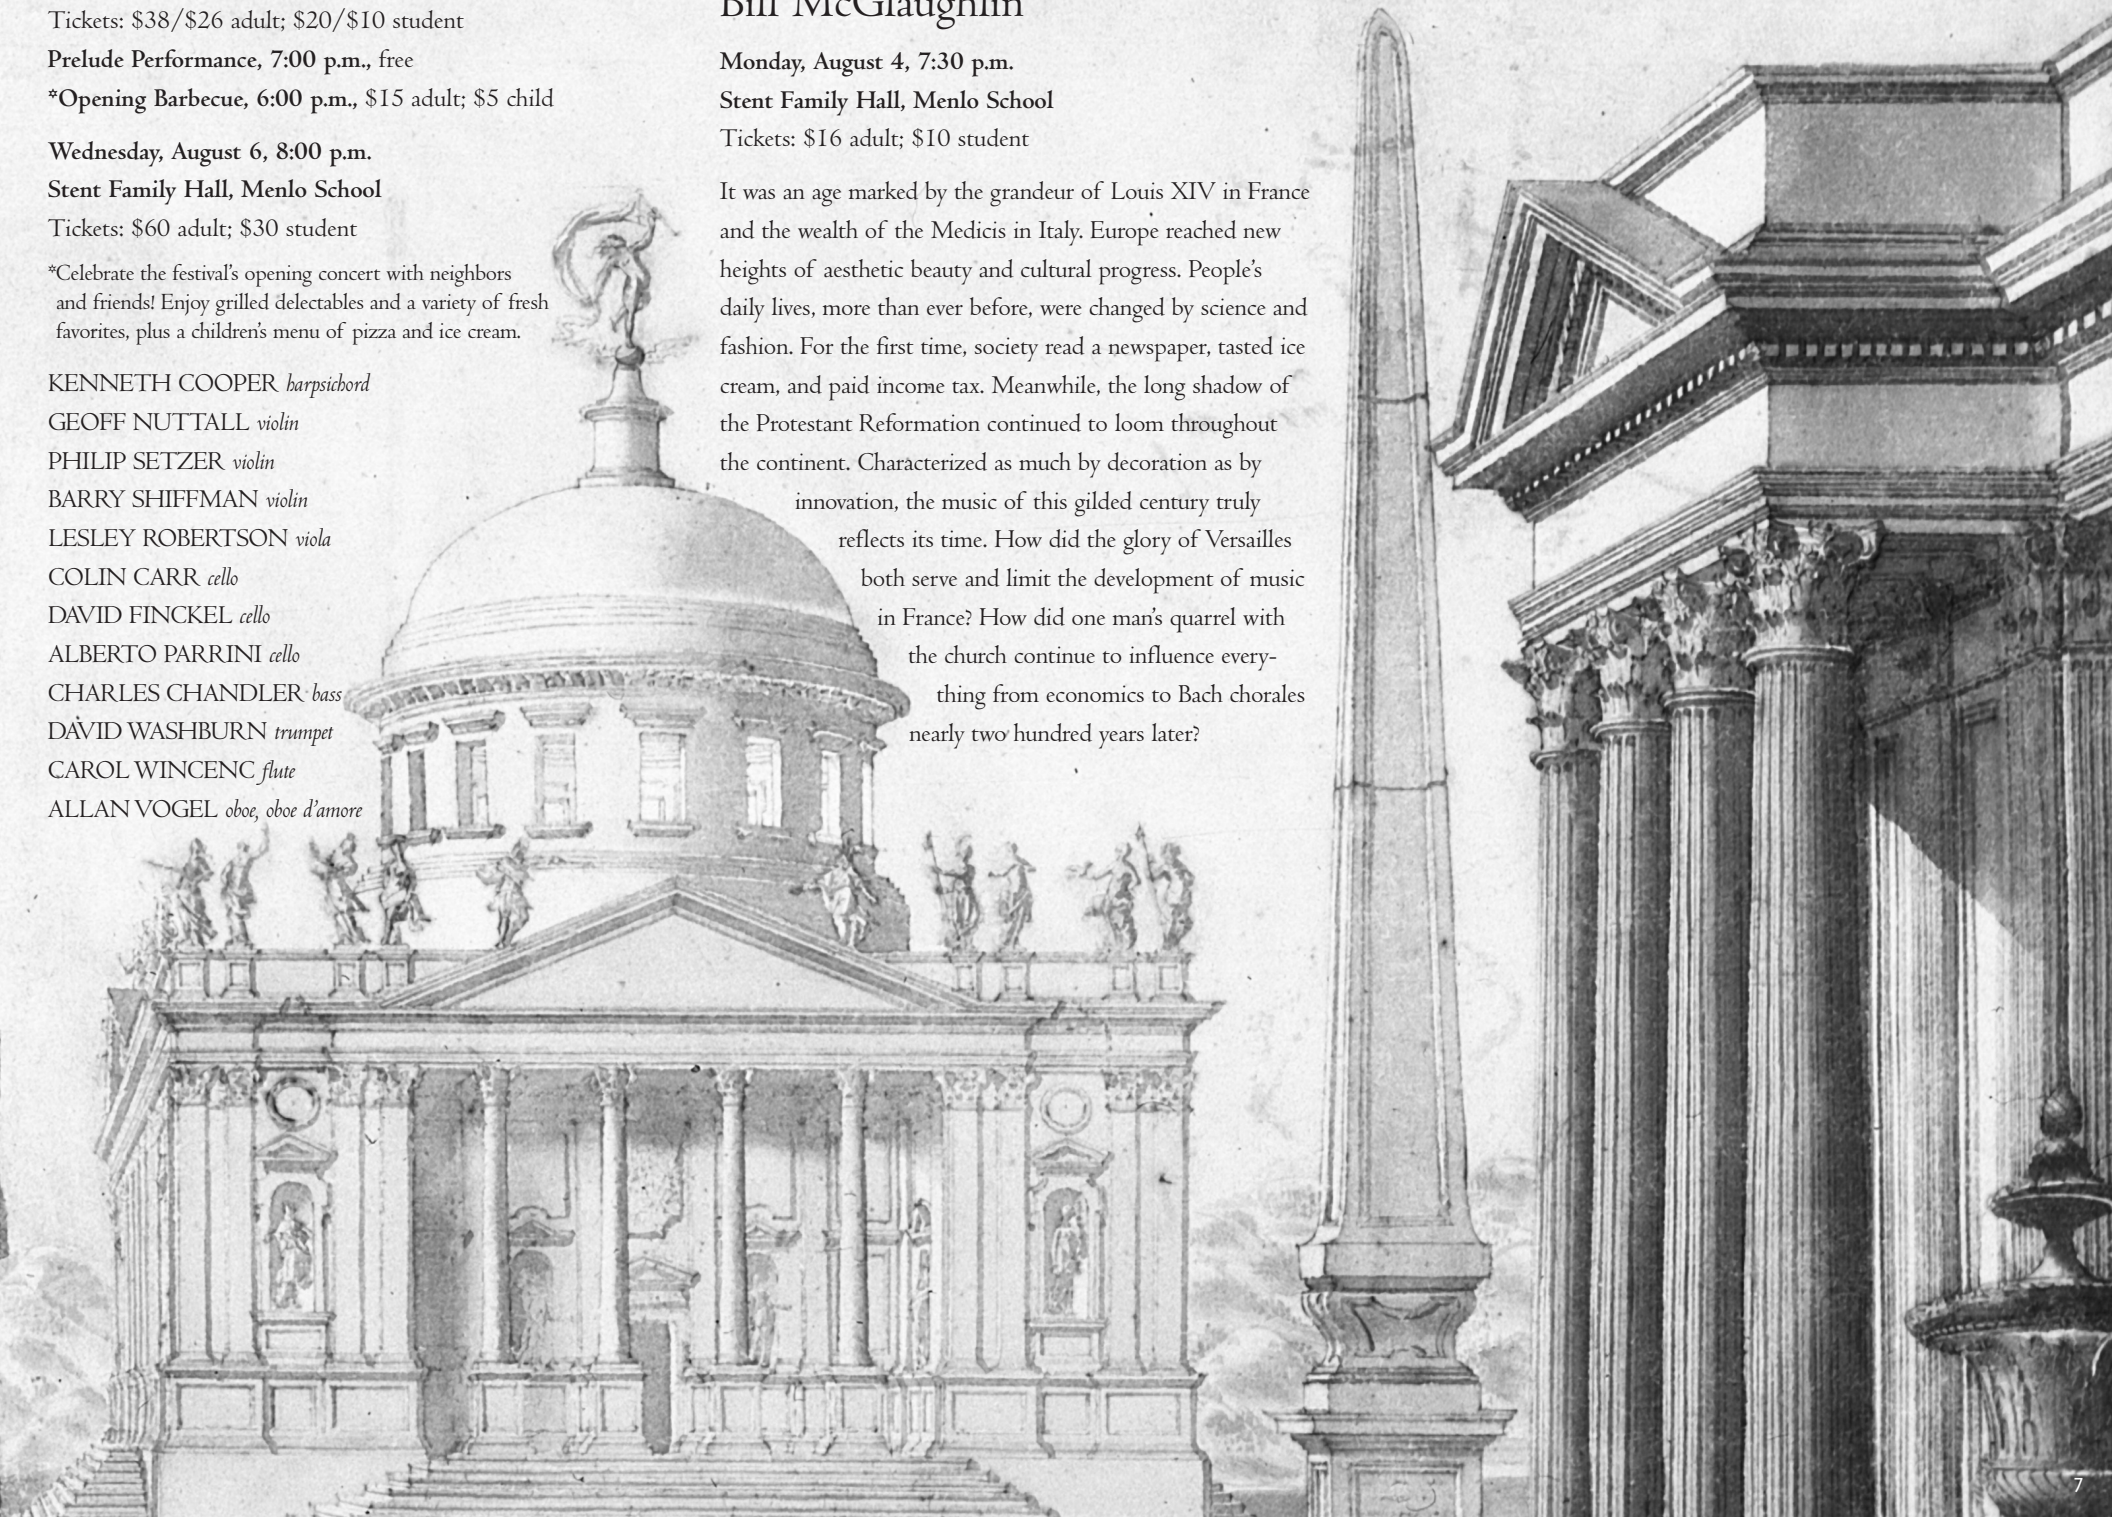 Tickets: $38/$26 adult; $20/$10 student
Prelude Performance, 7:00 p.m., free
*Opening Barbecue, 6:00 p.m., $15 adult; $5 child
Wednesday, August 6, 8:00 p.m.
Stent Family Hall, Menlo School
Tickets: $60 adult; $30 student
*Celebrate the festival's opening concert with neighbors
and friends! Enjoy grilled delectables and a variety of fresh
favorites, plus a children's menu of pizza and ice cream.
KENNETH COOPER harpsichord
GEOFF NUTTALL violin
PHILIP SETZER violin
BARRY SHIFFMAN violin
LESLEY ROBERTSON viola
COLIN CARR cello
DAVID FINCKEL cello
ALBERTO PARRINI cello
CHARLES CHANDLER bass
DAVID WASHBURN trumpet
CAROL WINCENC flute
ALLAN VOGEL oboe, oboe d'amore
Bill McGlaughlin
Monday, August 4, 7:30 p.m.
Stent Family Hall, Menlo School
Tickets: $16 adult; $10 student
It was an age marked by the grandeur of Louis XIV in France
and the wealth of the Medicis in Italy. Europe reached new
heights of aesthetic beauty and cultural progress. People's
daily lives, more than ever before, were changed by science and
fashion. For the first time, society read a newspaper, tasted ice
cream, and paid income tax. Meanwhile, the long shadow of
the Protestant Reformation continued to loom throughout
the continent. Characterized as much by decoration as by
innovation, the music of this gilded century truly
reflects its time. How did the glory of Versailles
both serve and limit the development of music
in France? How did one man's quarrel with
the church continue to influence every-
thing from economics to Bach chorales
nearly two hundred years later?
7